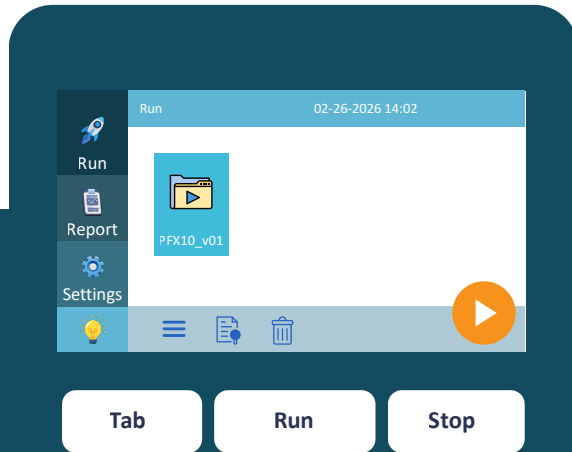 Run 02-26-2026 14:02
Run
PFX10_v01
Report
Settings
Tab Run Stop